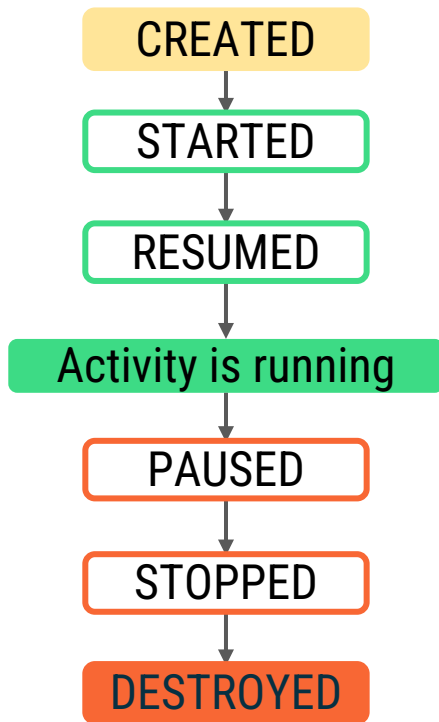 CREATED
STARTED
RESUMED
Activity is running
PAUSED
STOPPED
DESTROYED